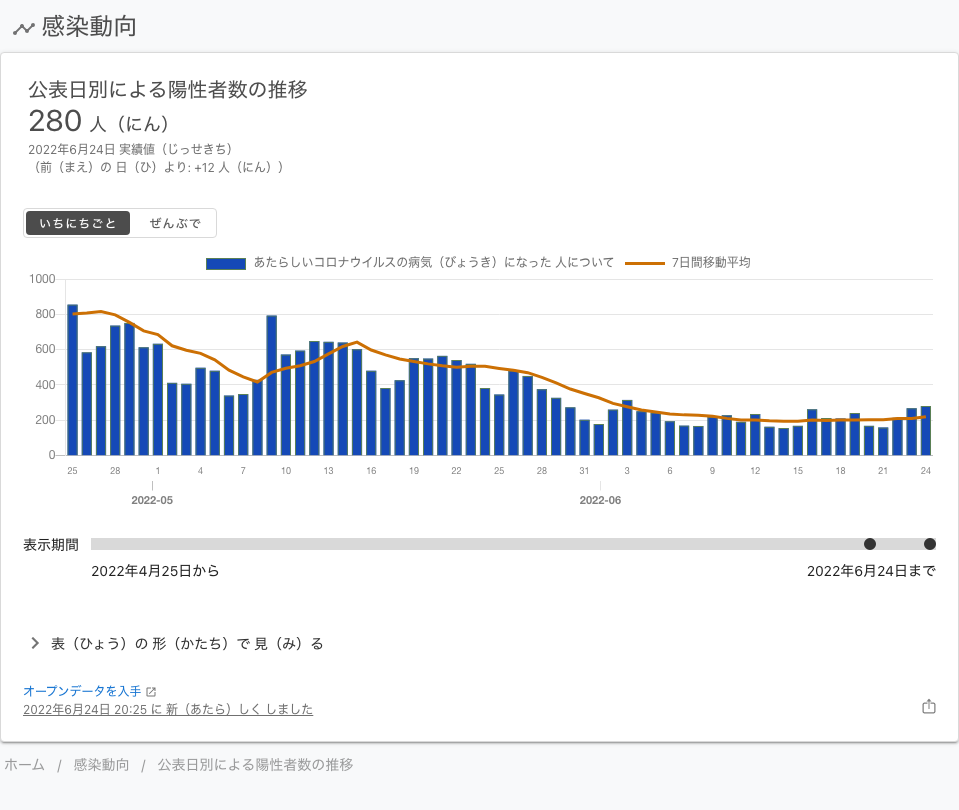 感染動向
公表日別による陽性者数の推移
280 人（にん）
2022年6月24日 実績値（じっせきち）
（前（まえ）の 日（ひ）より: +12 人（にん））
いちにちごと ぜんぶで
あたらしいコロナウイルスの病気（びょうき）になった 人について 7日間移動平均
1000
800
600
400
200
0
25 28 1 4 7 10 13 16 19 22 25 28 31 3 6 9 12 15 18 21 24
2022-05 2022-06
表示期間
2022年4月25日から 2022年6月24日まで
表（ひょう）の 形（かたち）で 見（み）る
オープンデータを入手
2022年6月24日 20:25 に 新（あたら）しく しました
ホーム / 感染動向 / 公表日別による陽性者数の推移